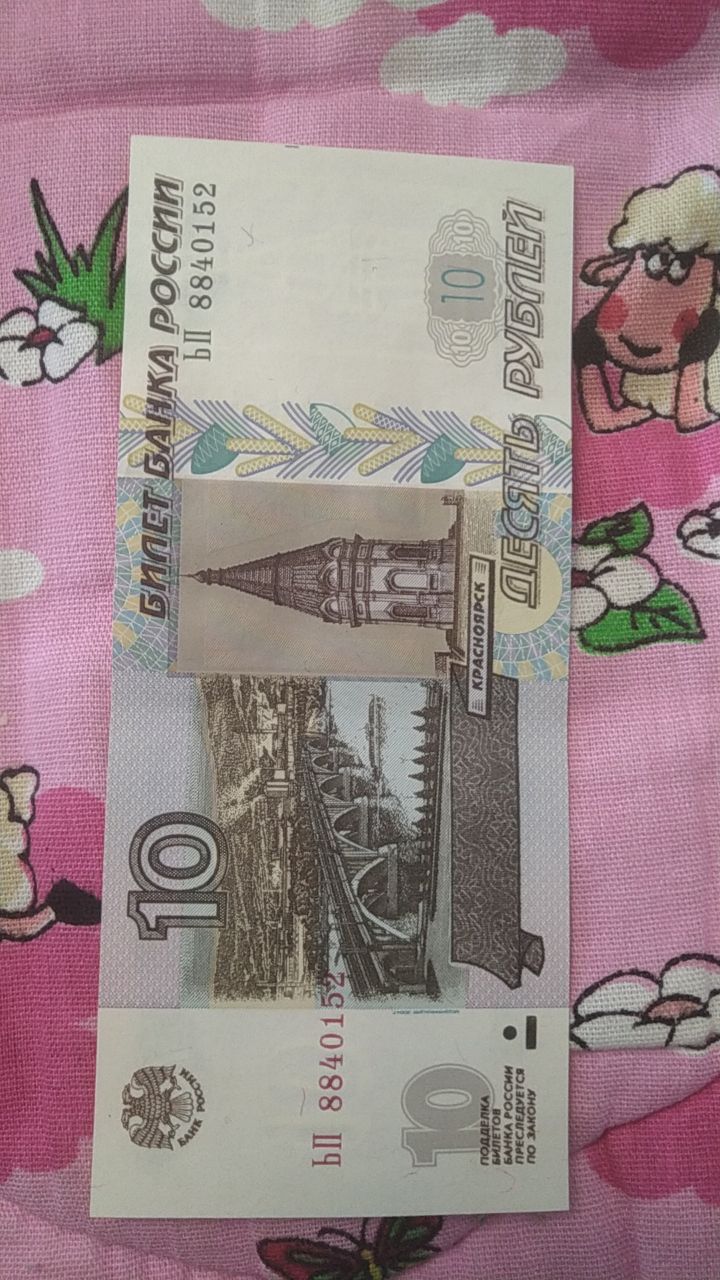 10
БИЛЕТ БАНКА РОССИИ
БАНК РОССИИ
ЬП 8840152
ЬП 8840152
10
ПОДДЕЛКА
БИЛЕТОВ
БАНКА РОССИИ
ПРЕСЛЕДУЕТСЯ
ПО ЗАКОНУ
КРАСНОЯРСК
10 10 10
ДЕСЯТЬ РУБЛЕЙ